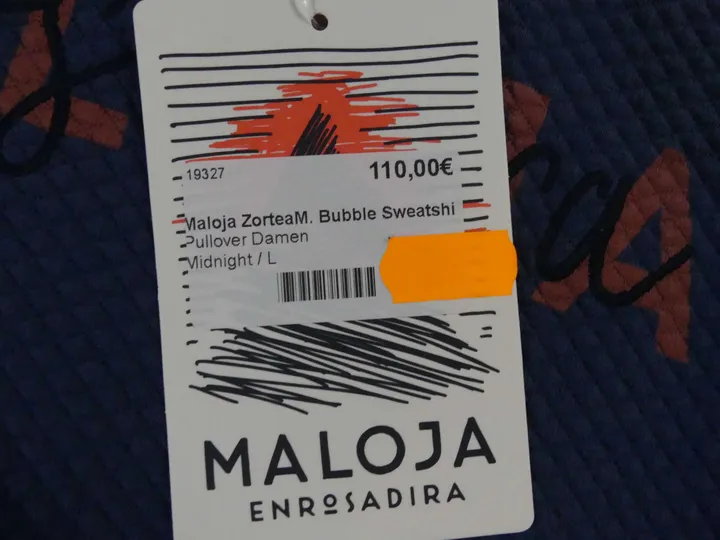 19327 110,00€
Maloja ZorteaM. Bubble Sweatshi
Pullover Damen
Midnight / L
MALOJA
ENROSADIRA